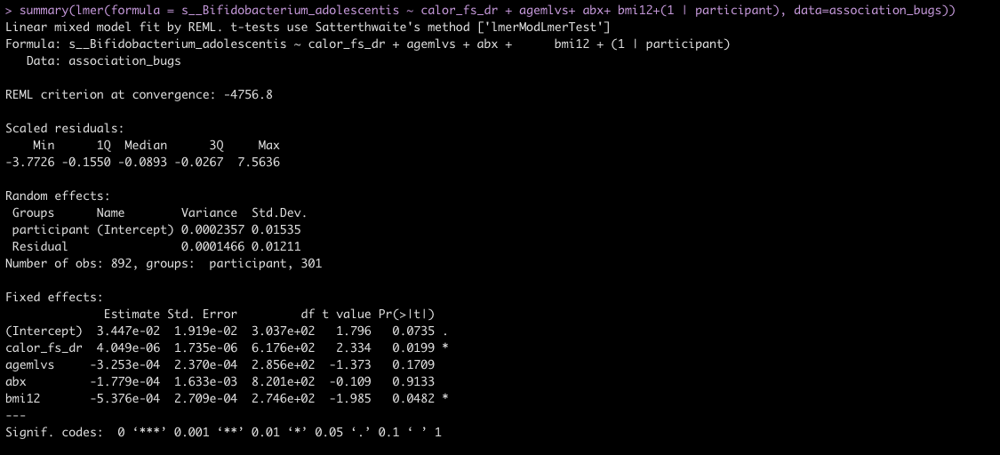 > summary(lmer(formula = s__Bifidobacterium_adolescentis ~ calor_fs_dr + agemlvs+ abx+ bmi12+(1 | participant), data=association_bugs))
Linear mixed model fit by REML. t-tests use Satterthwaite's method ['lmerModLmerTest']
Formula: s__Bifidobacterium_adolescentis ~ calor_fs_dr + agemlvs + abx +      bmi12 + (1 | participant)
   Data: association_bugs

REML criterion at convergence: -4756.8

Scaled residuals:
    Min      1Q  Median      3Q     Max
-3.7726 -0.1550 -0.0893 -0.0267  7.5636

Random effects:
 Groups      Name        Variance  Std.Dev.
 participant (Intercept) 0.0002357 0.01535
 Residual                0.0001466 0.01211
Number of obs: 892, groups:  participant, 301

Fixed effects:
              Estimate Std. Error         df t value Pr(>|t|)
(Intercept)  3.447e-02  1.919e-02  3.037e+02   1.796   0.0735 .
calor_fs_dr  4.049e-06  1.735e-06  6.176e+02   2.334   0.0199 *
agemlvs     -3.253e-04  2.370e-04  2.856e+02  -1.373   0.1709
abx         -1.779e-04  1.633e-03  8.201e+02  -0.109   0.9133
bmi12       -5.376e-04  2.709e-04  2.746e+02  -1.985   0.0482 *
---
Signif. codes:  0 ‘***’ 0.001 ‘**’ 0.01 ‘*’ 0.05 ‘.’ 0.1 ‘ ’ 1